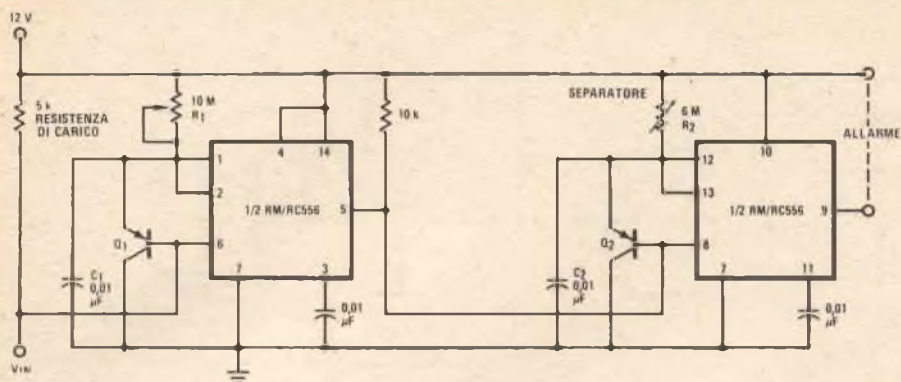 12 V
5 k
RESISTENZA
DI CARICO
10 M
R1
4
14
10 k
SEPARATORE
6 M
R2
10
ALLARME
1
2
1/2 RM/RC556
5
12
13
1/2 RM/RC556
9
Q1
6
Q2
8
C1
0,01
µF
7
3
C2
0,01
µF
7
11
0,01
µF
0,01
µF
VIN